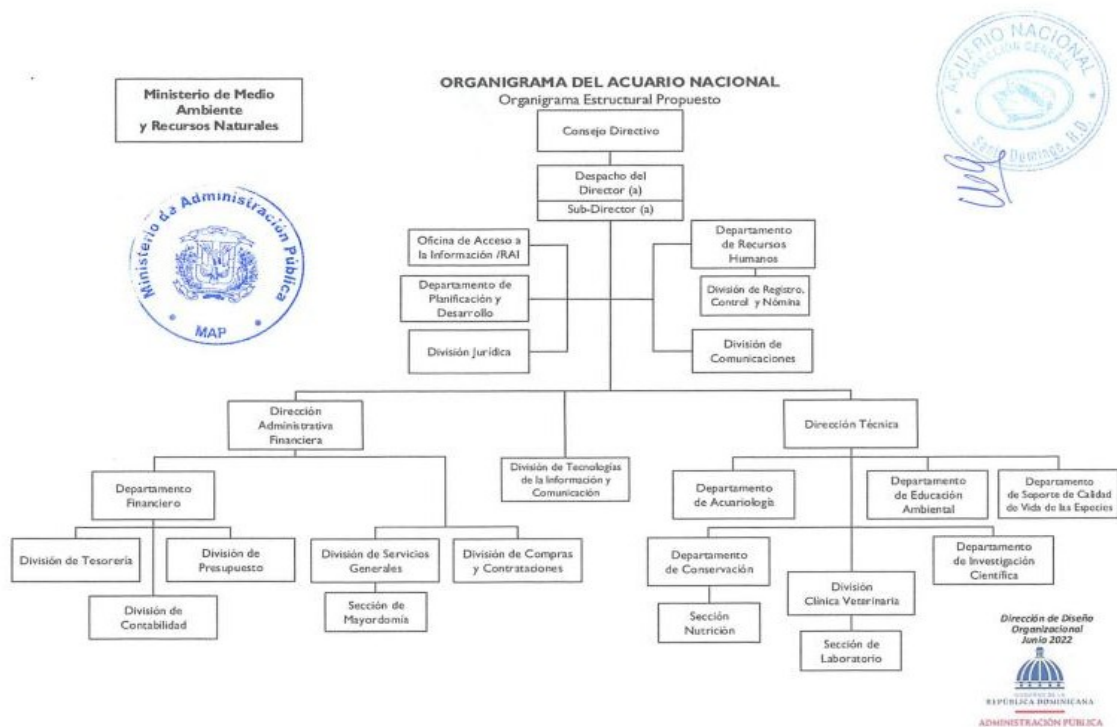 ACUARIO NACIONAL
DIRECCIÓN GENERAL
Santo Domingo, R.D.
Ministerio de Medio
Ambiente
y Recursos Naturales
ORGANIGRAMA DEL ACUARIO NACIONAL
Organigrama Estructural Propuesto
Consejo Directivo
Despacho del
Director (a)
Sub-Director (a)
Ministerio de Administración Pública
MAP
Oficina de Acceso a
la Información /RAI
Departamento de
Planificación y
Desarrollo
División Jurídica
Departamento
de Recursos
Humanos
División de Registro,
Control y Nómina
División de
Comunicaciones
Dirección
Administrativa
Financiera
Dirección Técnica
División de Tecnologías
de la Información y
Comunicación
Departamento
Financiero
División de Tesorería
División de
Presupuesto
División de
Contabilidad
División de Servicios
Generales
Sección de
Mayordomía
División de Compras
y Contrataciones
Departamento
de Acuariología
Departamento
de Educación
Ambiental
Departamento
de Soporte de Calidad
de Vida de las Especies
Departamento
de Conservación
Sección
Nutrición
División
Clínica Veterinaria
Sección de
Laboratorio
Departamento
de Investigación
Científica
Dirección de Diseño
Organizacional
Junio 2022
GOBIERNO DE LA
REPÚBLICA DOMINICANA
ADMINISTRACIÓN PÚBLICA